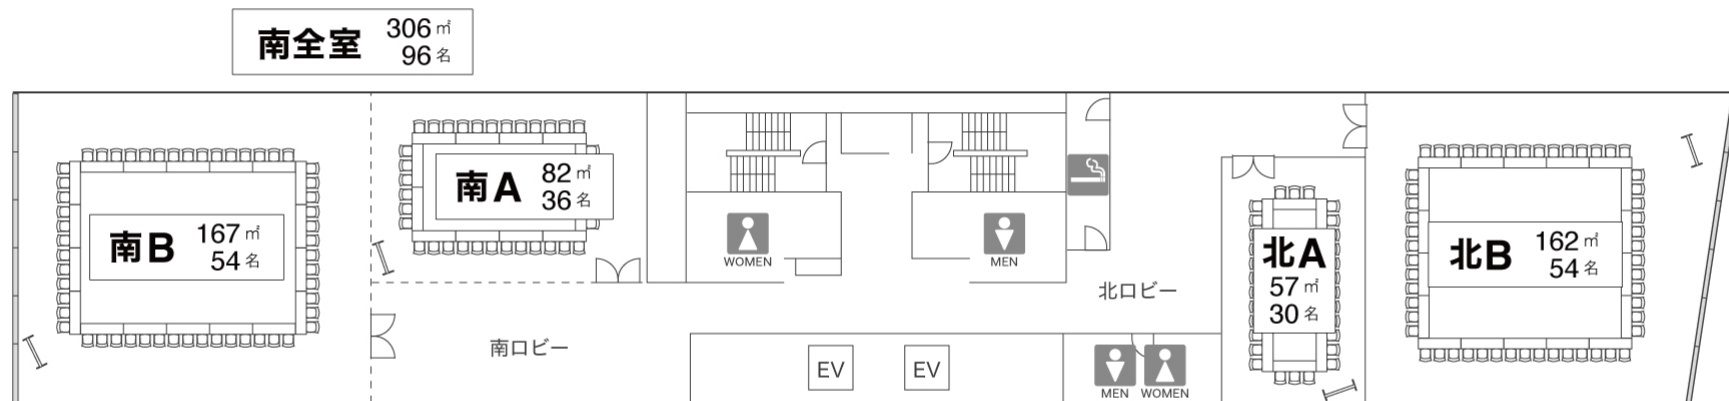 南全室 306㎡
96名
南B 167㎡
54名
南A 82㎡
36名
WOMEN
MEN
南ロビー
EV
EV
北ロビー
MEN
WOMEN
北A
57㎡
30名
北B 162㎡
54名